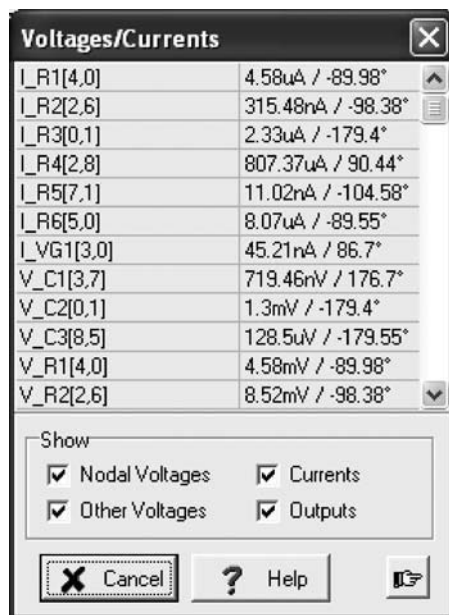 Voltages/Currents
I_R1[4,0] 4.58uA / -89.98°
I_R2[2,6] 315.48nA / -98.38°
I_R3[0,1] 2.33uA / -179.4°
I_R4[2,8] 807.37uA / 90.44°
I_R5[7,1] 11.02nA / -104.58°
I_R6[5,0] 8.07uA / -89.55°
I_VG1[3,0] 45.21nA / 86.7°
V_C1[3,7] 719.46nV / 176.7°
V_C2[0,1] 1.3mV / -179.4°
V_C3[8,5] 128.5uV / -179.55°
V_R1[4,0] 4.58mV / -89.98°
V_R2[2,6] 8.52mV / -98.38°
Show
Nodal Voltages Currents
Other Voltages Outputs
Cancel ? Help